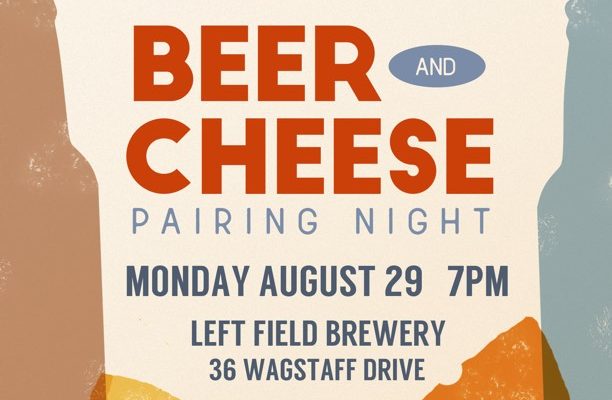 BEER AND
CHEESE
PAIRING NIGHT
MONDAY AUGUST 29 7PM
LEFT FIELD BREWERY
36 WAGSTAFF DRIVE